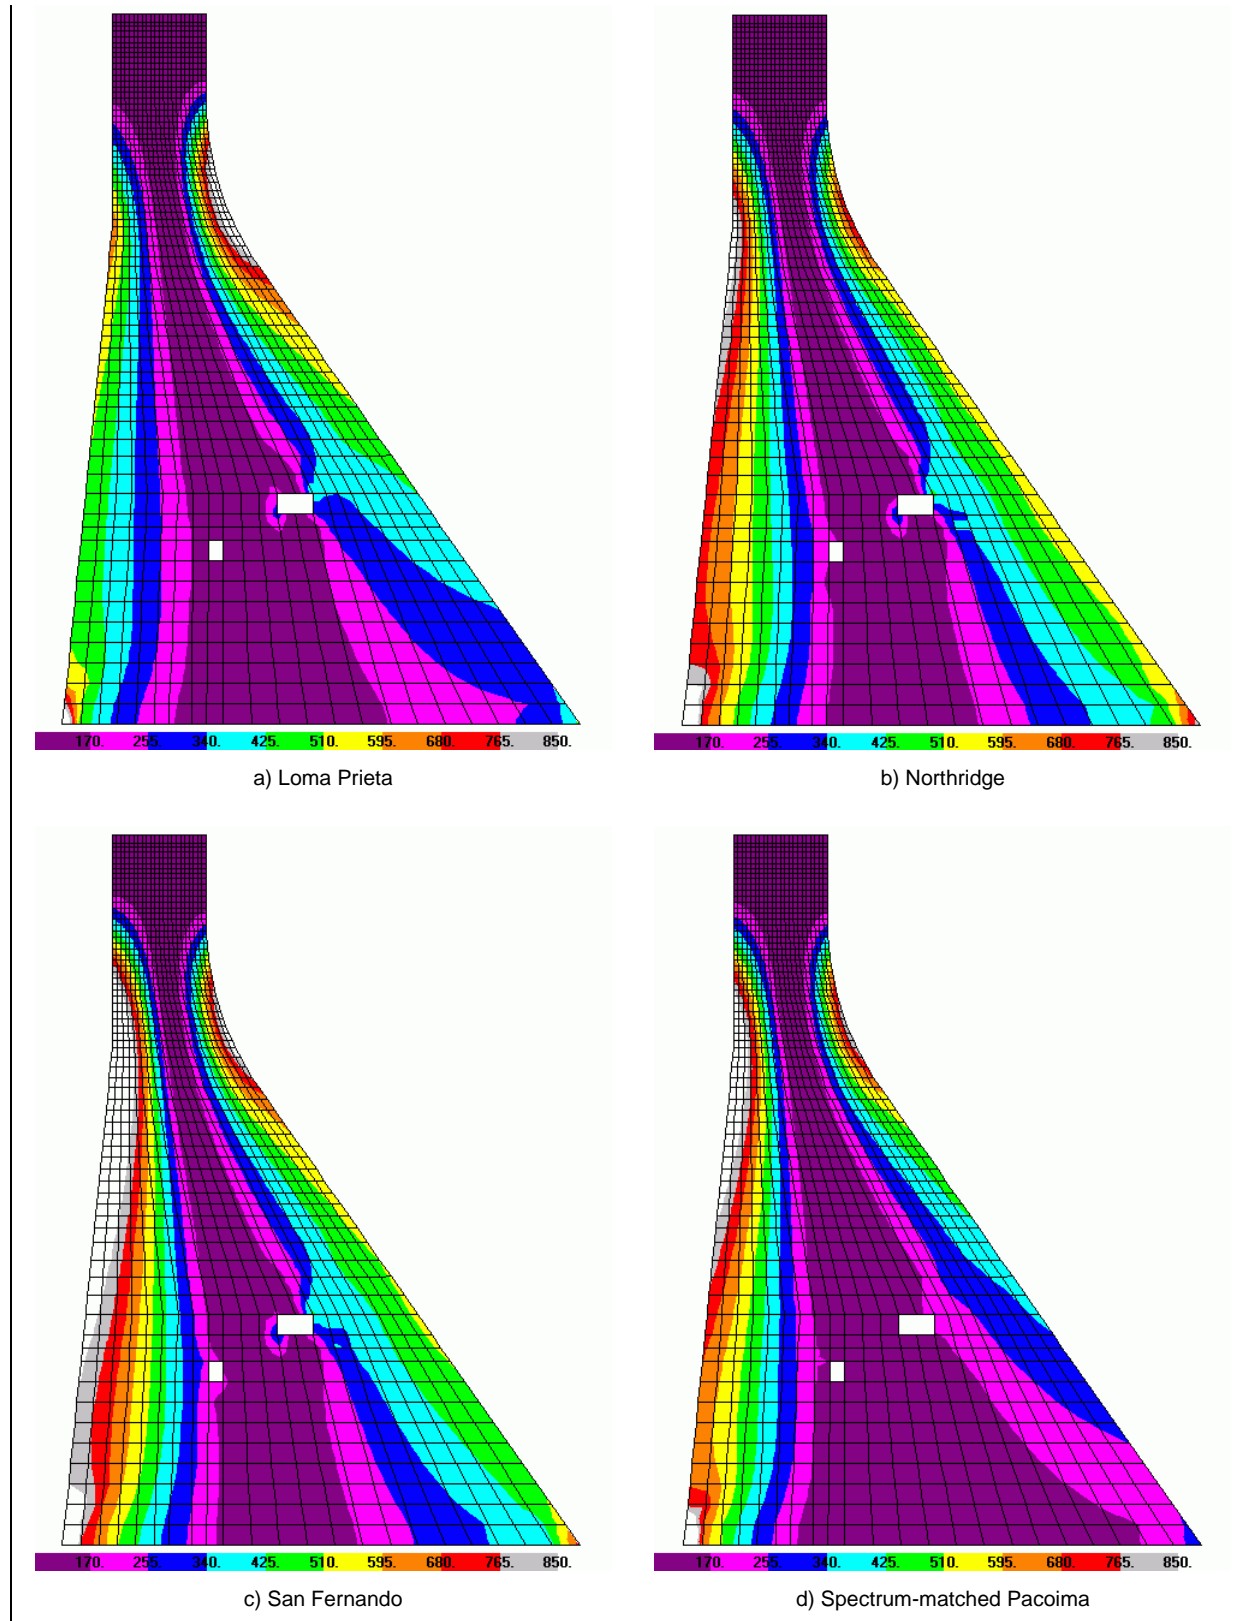 170. 255. 340. 425. 510. 595. 680. 765. 850.
a) Loma Prieta
170. 255. 340. 425. 510. 595. 680. 765. 850.
b) Northridge
170. 255. 340. 425. 510. 595. 680. 765. 850.
c) San Fernando
170. 255. 340. 425. 510. 595. 680. 765. 850.
d) Spectrum-matched Pacoima